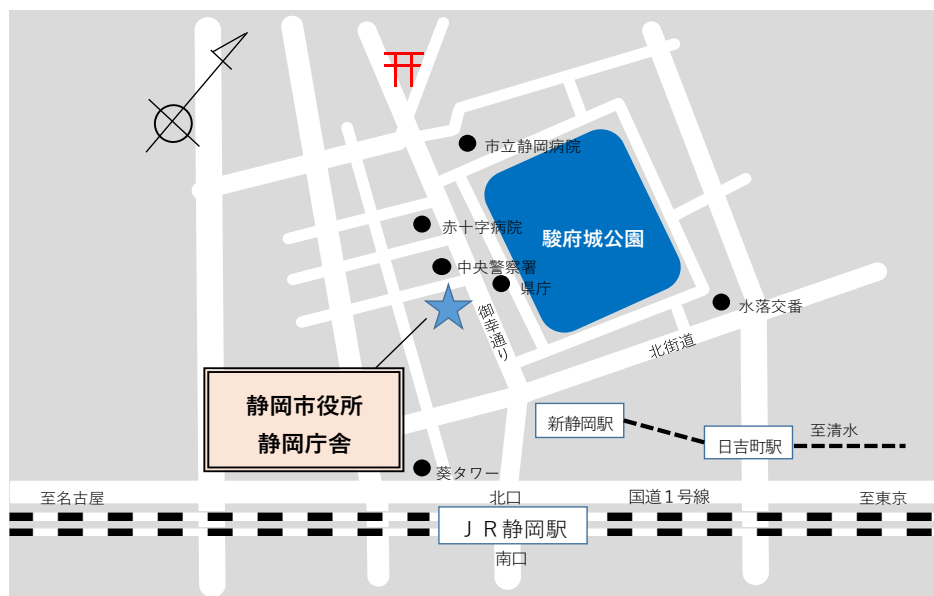 市立静岡病院
赤十字病院
駿府城公園
中央警察署
県庁
水落交番
御幸通り
北街道
静岡市役所
静岡庁舎
新静岡駅
日吉町駅
至清水
葵タワー
至名古屋
北口
国道1号線
至東京
JR静岡駅
南口